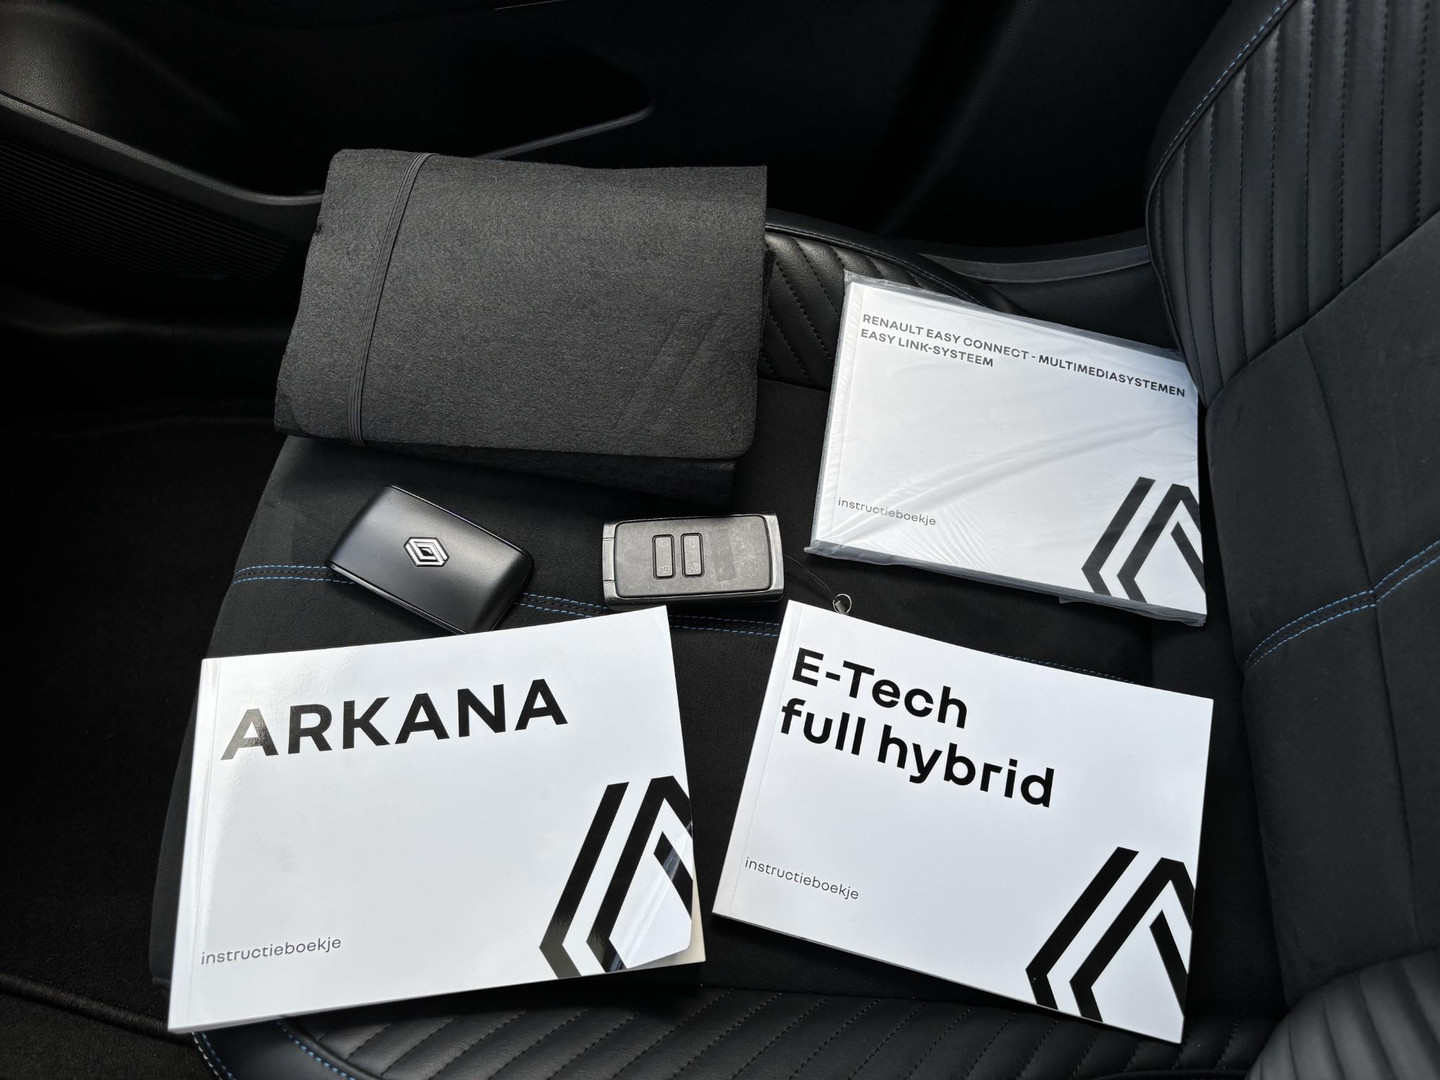 RENAULT EASY CONNECT - MULTIMEDIASYSTEMEN
EASY LINK-SYSTEEM
instructieboekje
ARKANA
instructieboekje
E-Tech
full hybrid
instructieboekje